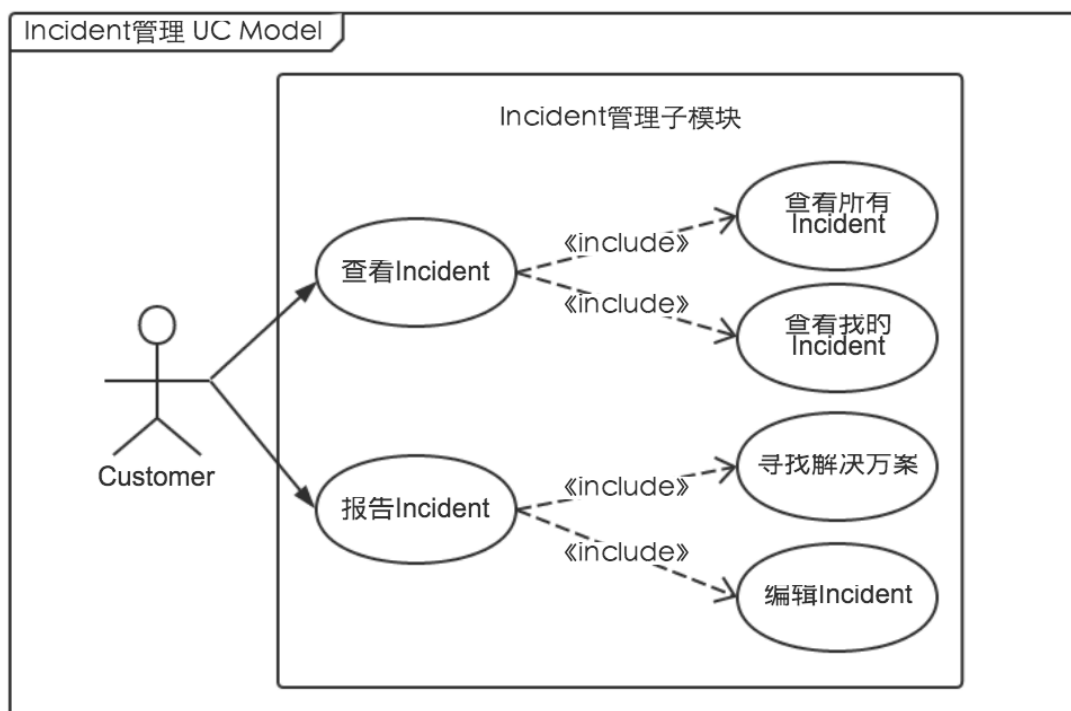 Incident管理 UC Model
Incident管理子模块
查看所有
Incident
《include》
查看Incident
《include》
查看我的
Incident
Customer
寻找解决方案
《include》
报告Incident
《include》
编辑Incident